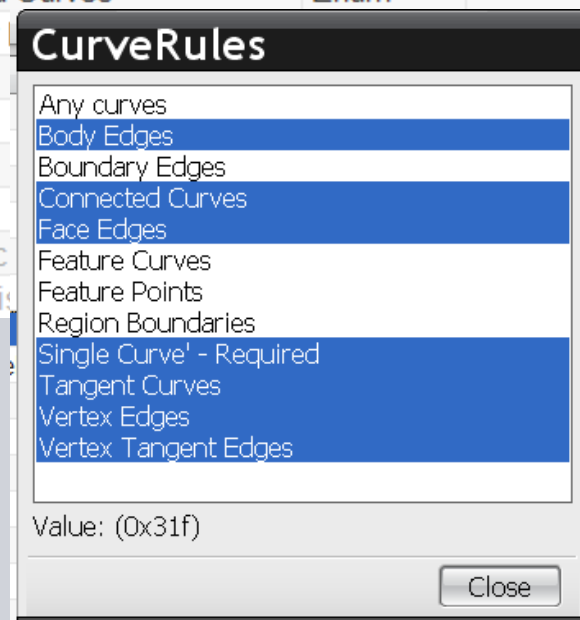 CurveRules
Any curves
Body Edges
Boundary Edges
Connected Curves
Face Edges
Feature Curves
Feature Points
Region Boundaries
Single Curve' - Required
Tangent Curves
Vertex Edges
Vertex Tangent Edges
Value: (0x31f)
Close